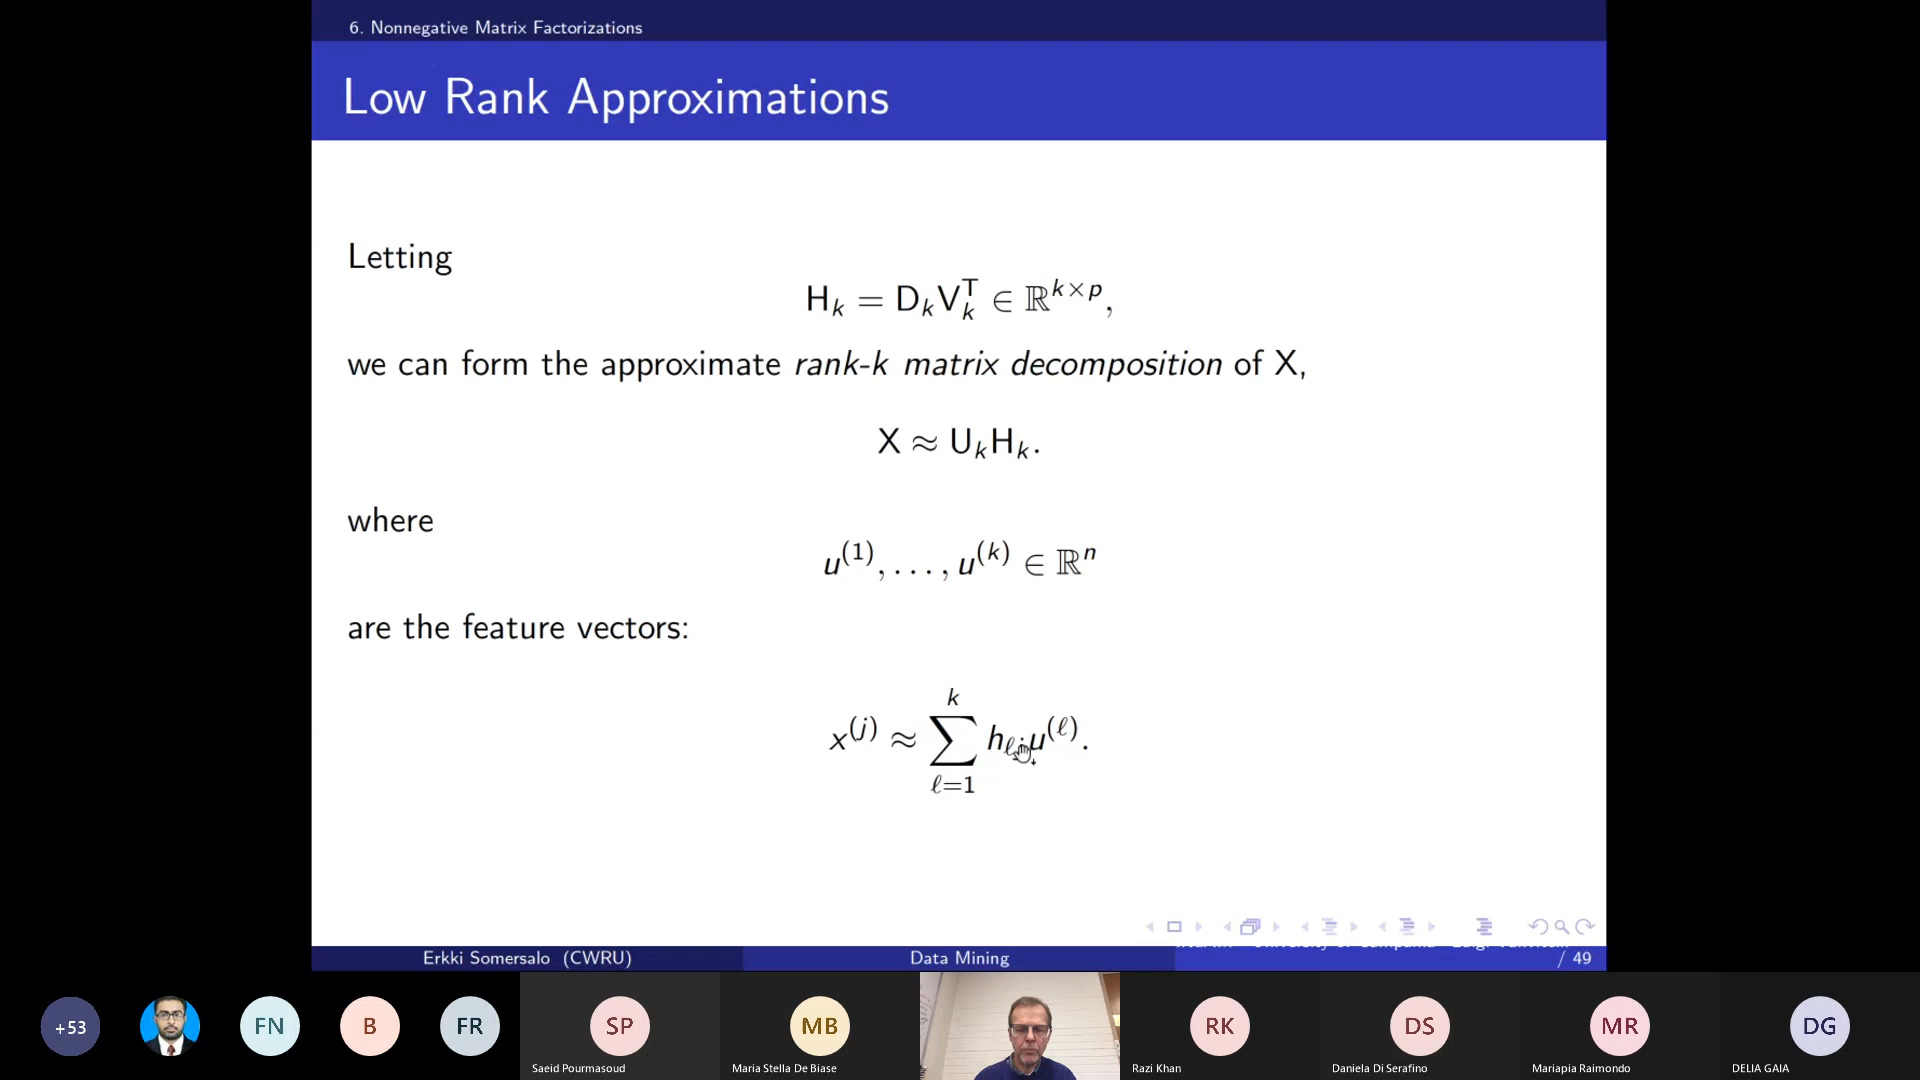 6. Nonnegative Matrix Factorizations
Low Rank Approximations
Letting
H_k = D_k V_k^T ∈ ℝ^{k×p},
we can form the approximate rank-k matrix decomposition of X,
X ≈ U_k H_k.
where
u^{(1)}, . . . , u^{(k)} ∈ ℝ^n
are the feature vectors:
x^{(j)} ≈ ∑_{ℓ=1}^{k} h_{ℓj} u^{(ℓ)}.
Erkki Somersalo (CWRU)
Data Mining
/ 49
+53
FN
B
FR
SP
Saeid Pourmasoud
MB
Maria Stella De Biase
RK
Razi Khan
DS
Daniela Di Serafino
MR
Mariapia Raimondo
DG
DELIA GAIA